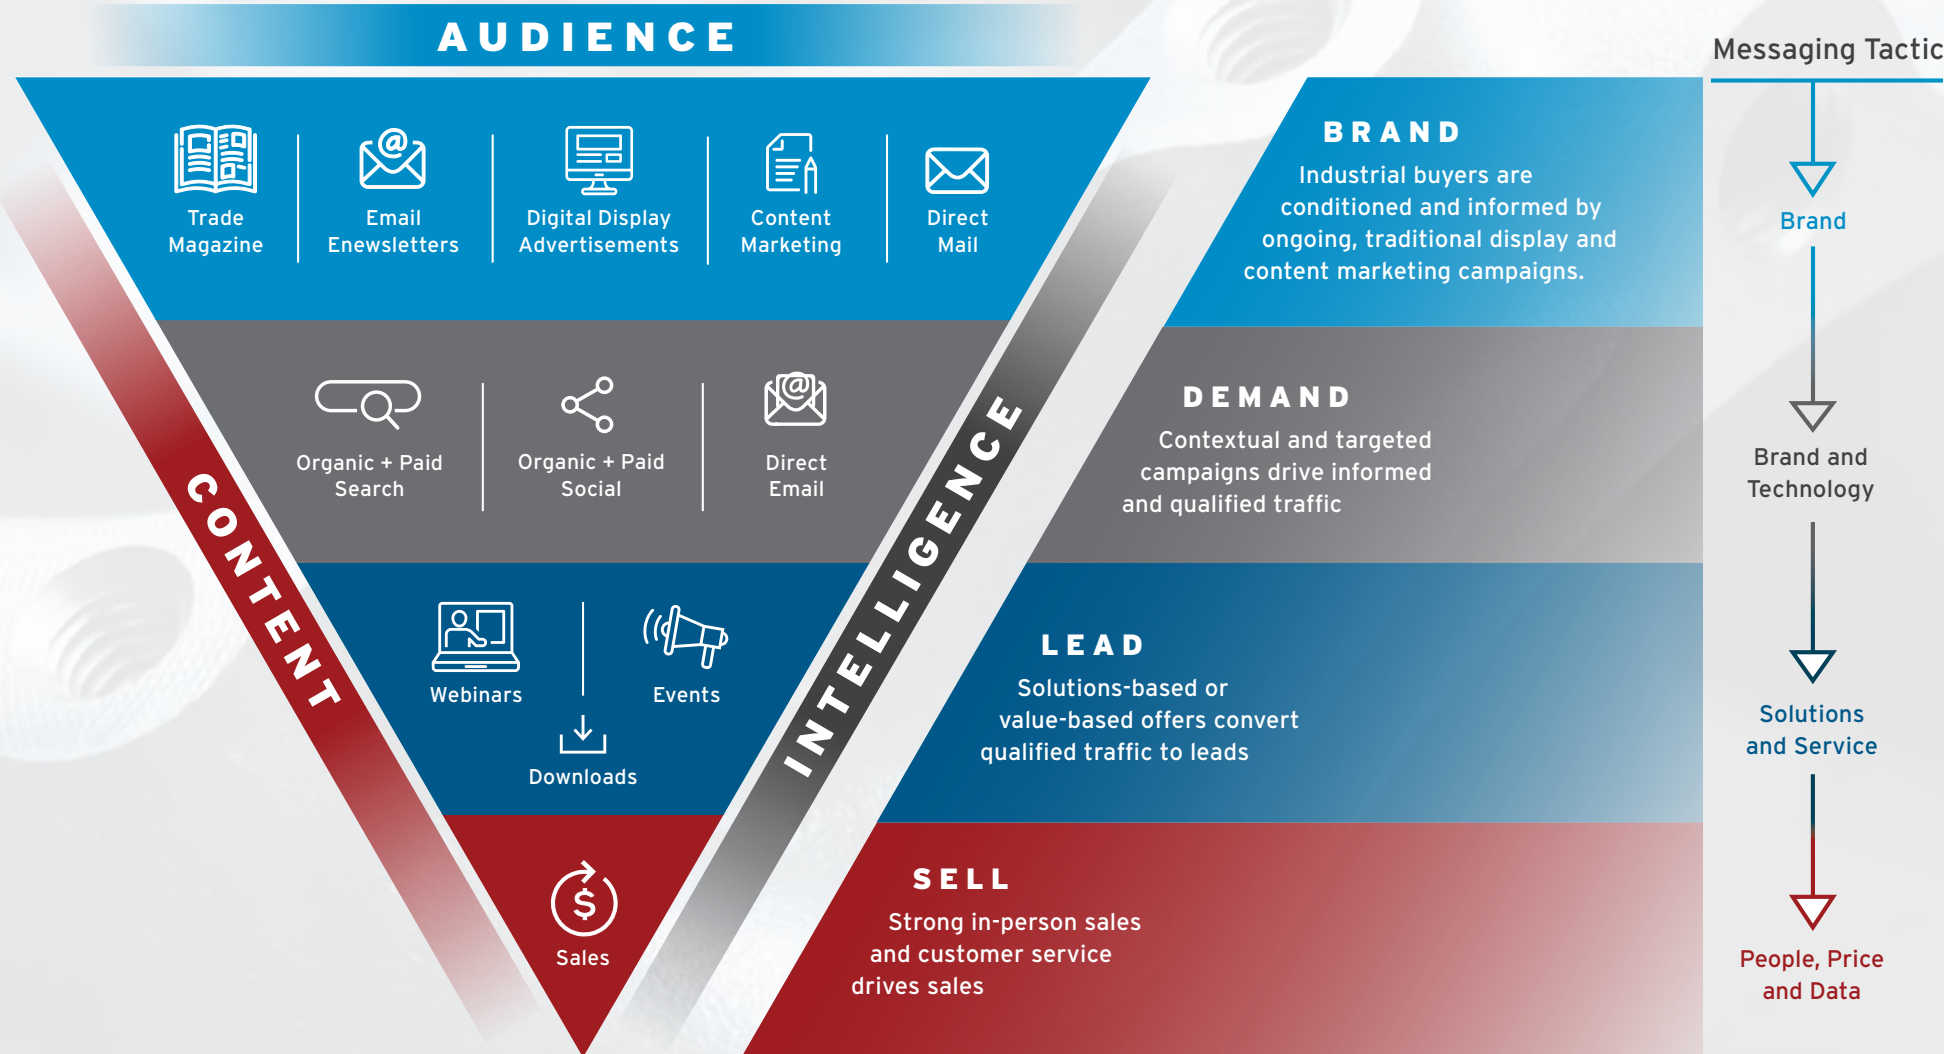 AUDIENCE
Messaging Tactic
Trade
Magazine
Email
Enewsletters
Digital Display
Advertisements
Content
Marketing
Direct
Mail
BRAND
Industrial buyers are
conditioned and informed by
ongoing, traditional display and
content marketing campaigns.
Brand
Organic + Paid
Search
Organic + Paid
Social
Direct
Email
DEMAND
Contextual and targeted
campaigns drive informed
and qualified traffic
Brand and
Technology
CONTENT
INTELLIGENCE
Webinars
Events
Downloads
LEAD
Solutions-based or
value-based offers convert
qualified traffic to leads
Solutions
and Service
$
Sales
SELL
Strong in-person sales
and customer service
drives sales
People, Price
and Data